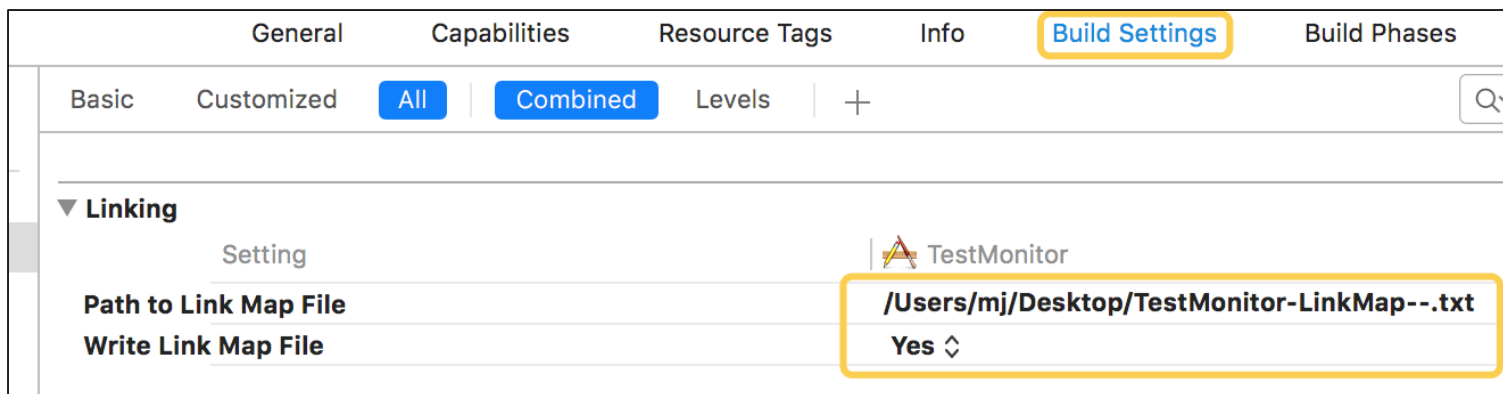 General Capabilities Resource Tags Info Build Settings Build Phases
Basic Customized All Combined Levels
Linking
Setting TestMonitor
Path to Link Map File /Users/mj/Desktop/TestMonitor-LinkMap--.txt
Write Link Map File Yes